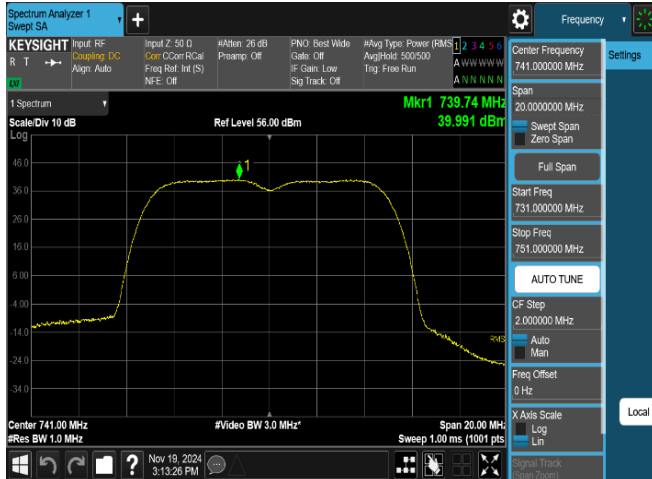 Spectrum Analyzer 1
Swept SA
Frequency
KEYSIGHT
R T
Input: RF
Coupling: DC
Align: Auto
Input Z: 50 Ω
Corr CCorr RCal
Freq Ref: Int (S)
NFE: Off
#Atten: 26 dB
Preamp: Off
PNO: Best Wide
Gate: Off
IF Gain: Low
Sig Track: Off
#Avg Type: Power (RMS
Avg|Hold: 500/500
Trig: Free Run
1 2 3 4 5 6
A W W W W W
A N N N N N
1 Spectrum
Scale/Div 10 dB
Log
Ref Level 56.00 dBm
Mkr1 739.74 MHz
39.991 dBm
1
46.0
36.0
26.0
16.0
6.00
-4.00
-14.0
-24.0
-34.0
RMS
Center 741.00 MHz
#Res BW 1.0 MHz
#Video BW 3.0 MHz*
Span 20.00 MHz
Sweep 1.00 ms (1001 pts
Nov 19, 2024
3:13:26 PM
?
Center Frequency
741.000000 MHz
Span
20.0000000 MHz
Swept Span
Zero Span
Full Span
Start Freq
731.000000 MHz
Stop Freq
751.000000 MHz
AUTO TUNE
CF Step
2.000000 MHz
Auto
Man
Freq Offset
0 Hz
X Axis Scale
Log
Lin
Signal Track
(Span Zoom)
Settings
Local